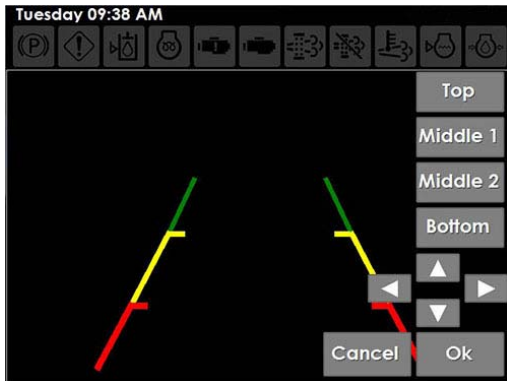 Tuesday 09:38 AM
(P)
Top
Middle 1
Middle 2
Bottom
Cancel
Ok